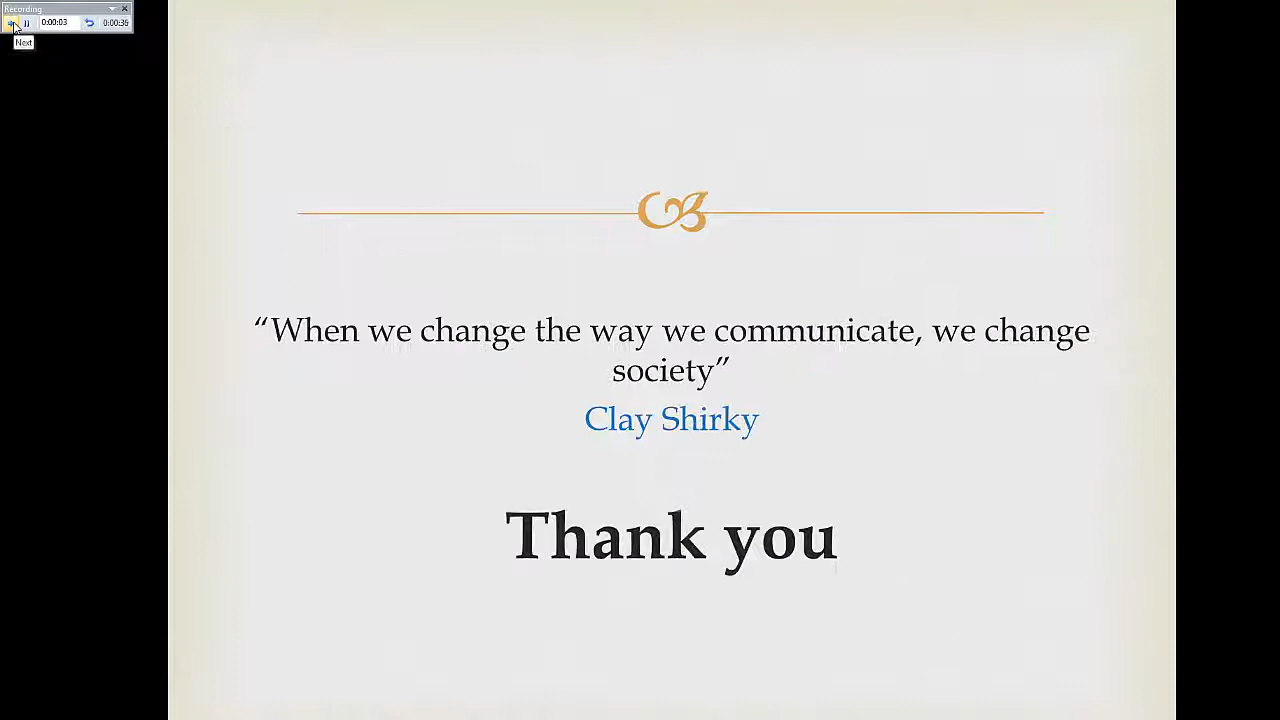 Recording
0:00:03 0:00:36
Next
“When we change the way we communicate, we change
society”
Clay Shirky
Thank you